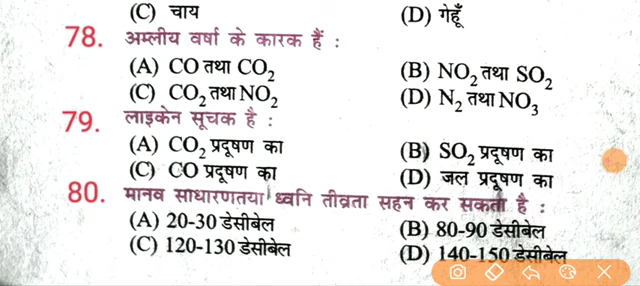 (C) चाय (D) गेहूँ
78. अम्लीय वर्षा के कारक हैं :
(A) CO तथा CO₂ (B) NO₂ तथा SO₂
(C) CO₂ तथा NO₂ (D) N₂ तथा NO₃
79. लाइकेन सूचक है :
(A) CO₂ प्रदूषण का (B) SO₂ प्रदूषण का
(C) CO प्रदूषण का (D) जल प्रदूषण का
80. मानव साधारणतया ध्वनि तीव्रता सहन कर सकता है :
(A) 20-30 डेसीबेल (B) 80-90 डेसीबेल
(C) 120-130 डेसीबेल (D) 140-150 डेसीबेल